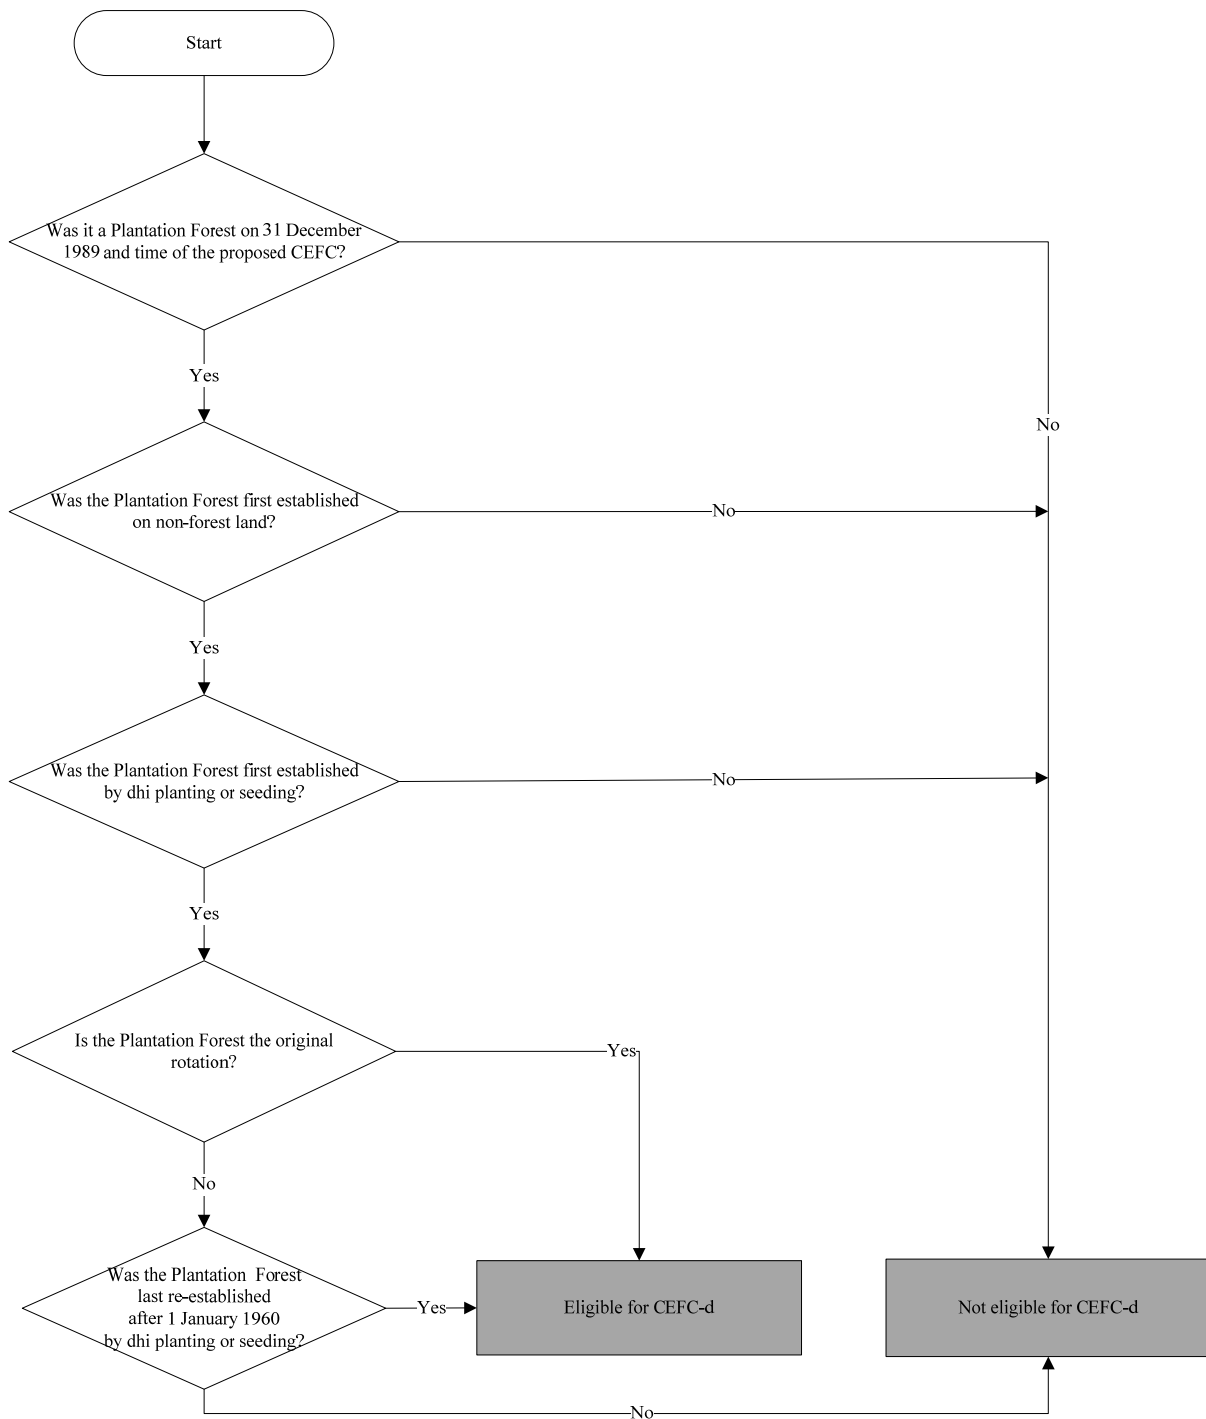 Start
Was it a Plantation Forest on 31 December
1989 and time of the proposed CEFC?
No
Yes
Was the Plantation Forest first established
on non-forest land?
No
Yes
Was the Plantation Forest first established
by dhi planting or seeding?
No
Yes
Is the Plantation Forest the original
rotation?
Yes
No
Was the Plantation Forest
last re-established
after 1 January 1960
by dhi planting or seeding?
Yes
Eligible for CEFC-d
Not eligible for CEFC-d
No